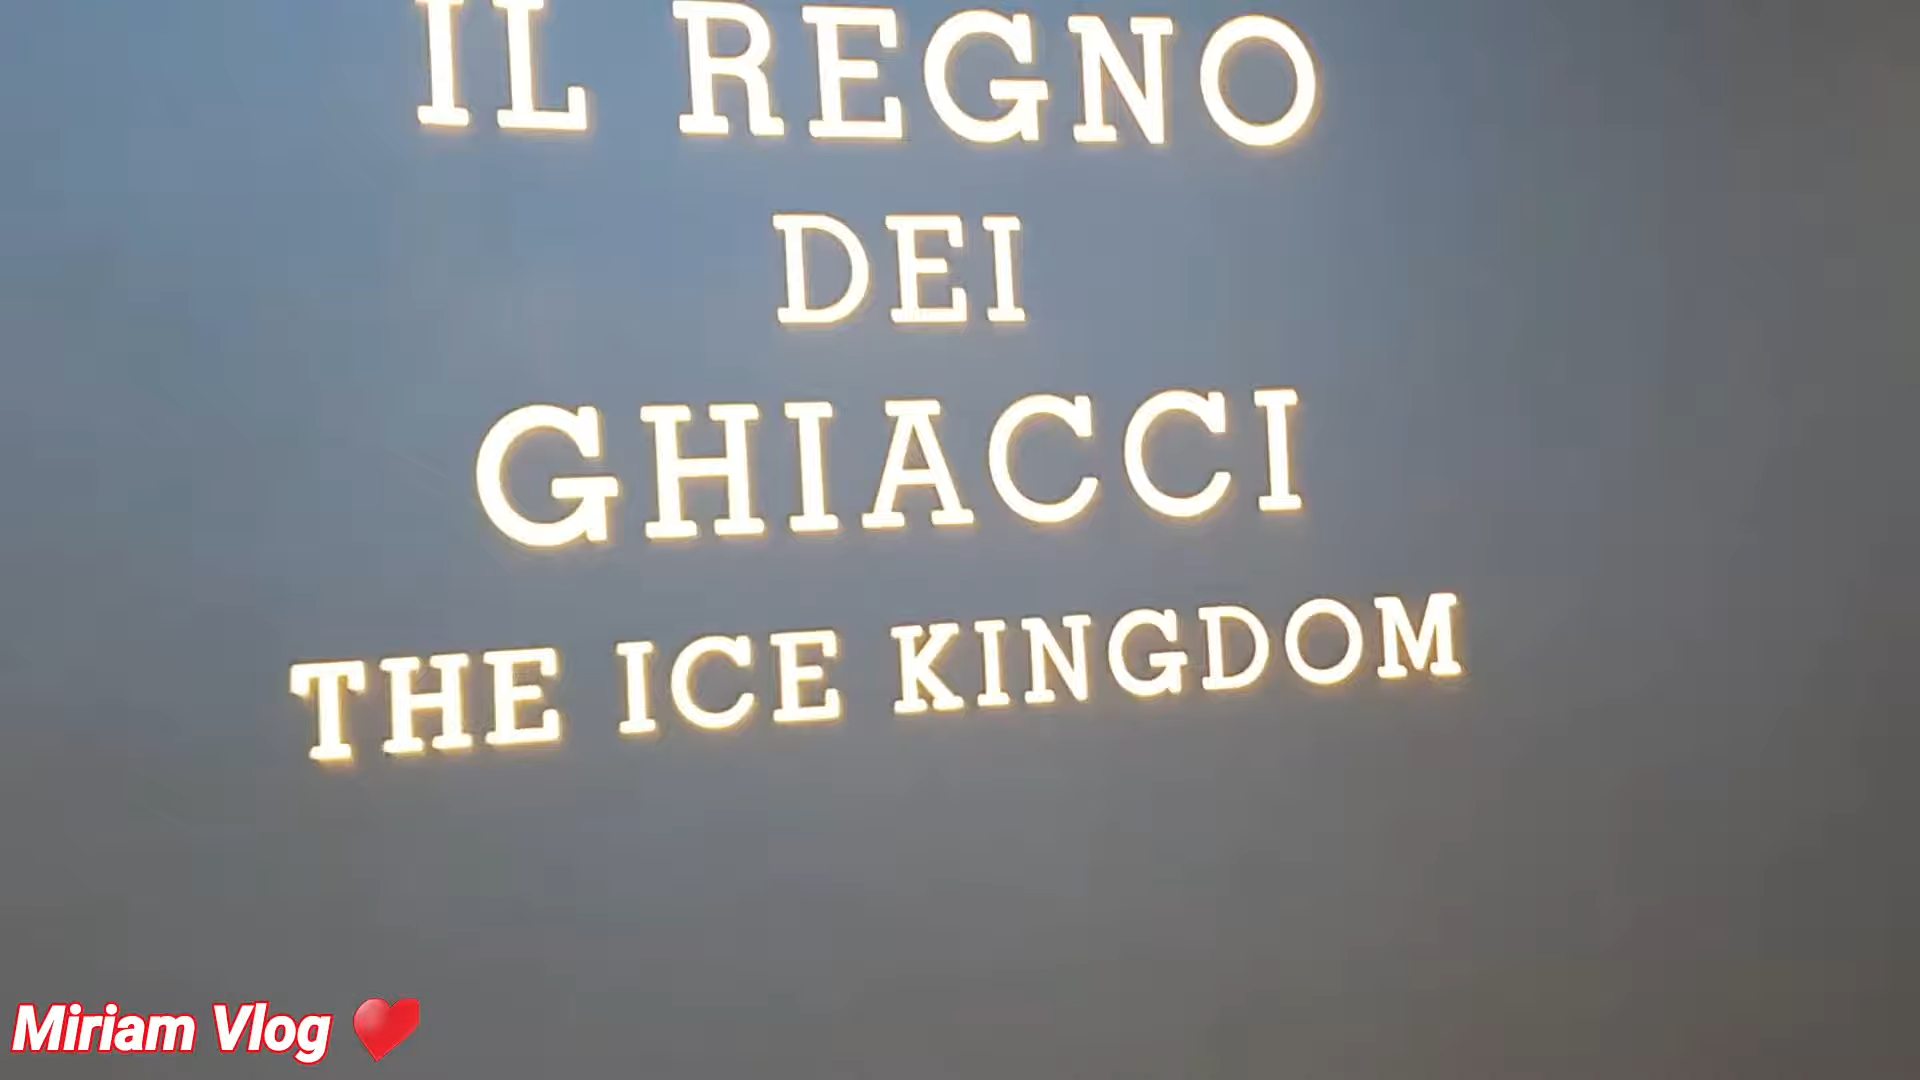 IL REGNO
DEI
GHIACCI
THE ICE KINGDOM
Miriam Vlog ❤️